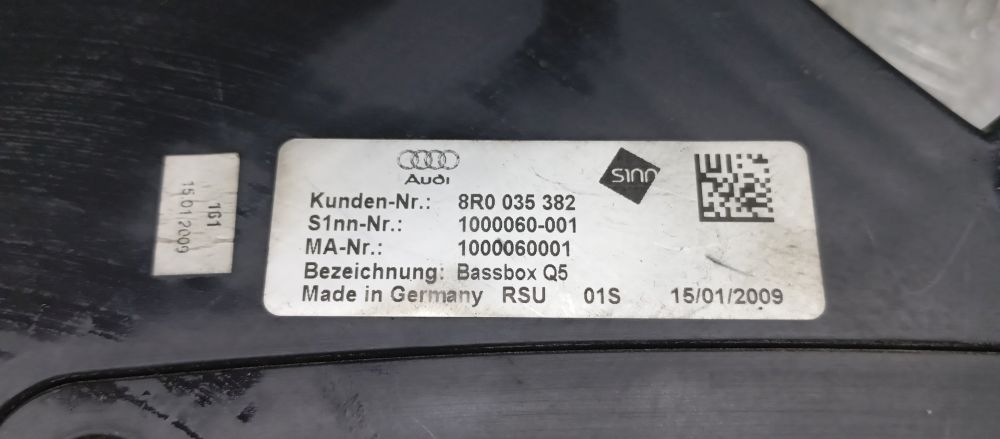 Audi
S1nn
Kunden-Nr.: 8R0 035 382
S1nn-Nr.: 1000060-001
MA-Nr.: 1000060001
Bezeichnung: Bassbox Q5
Made in Germany RSU 01S 15/01/2009
161
15.01.2009